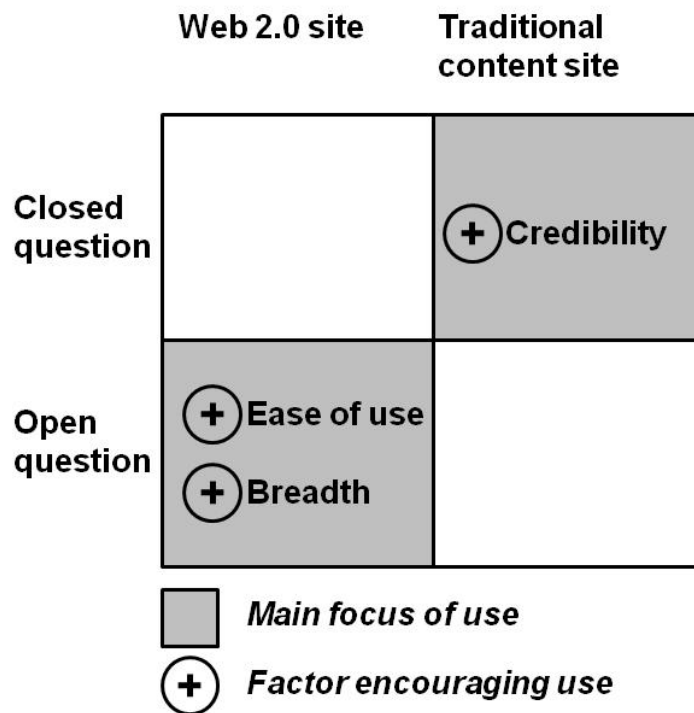 Web 2.0 site
Traditional
content site
Closed
question
+ Credibility
Open
question
+ Ease of use
+ Breadth
Main focus of use
+ Factor encouraging use